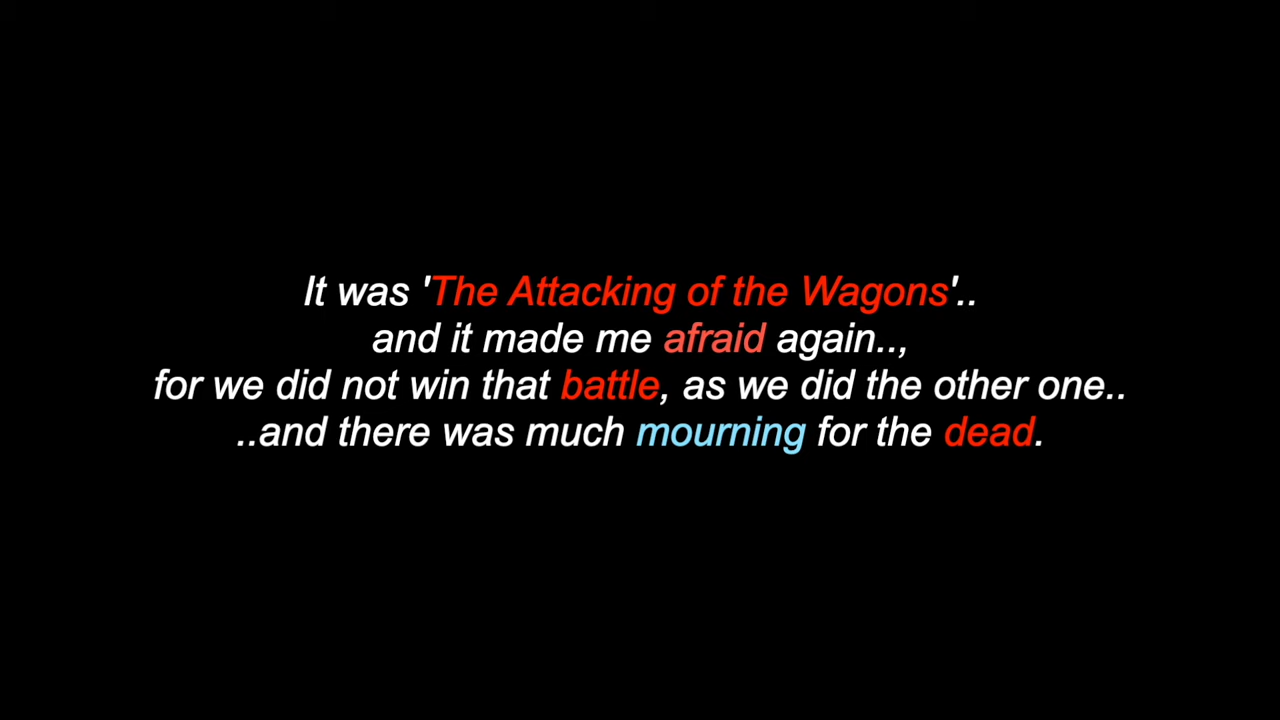 It was 'The Attacking of the Wagons'..
and it made me afraid again..,
for we did not win that battle, as we did the other one..
..and there was much mourning for the dead.